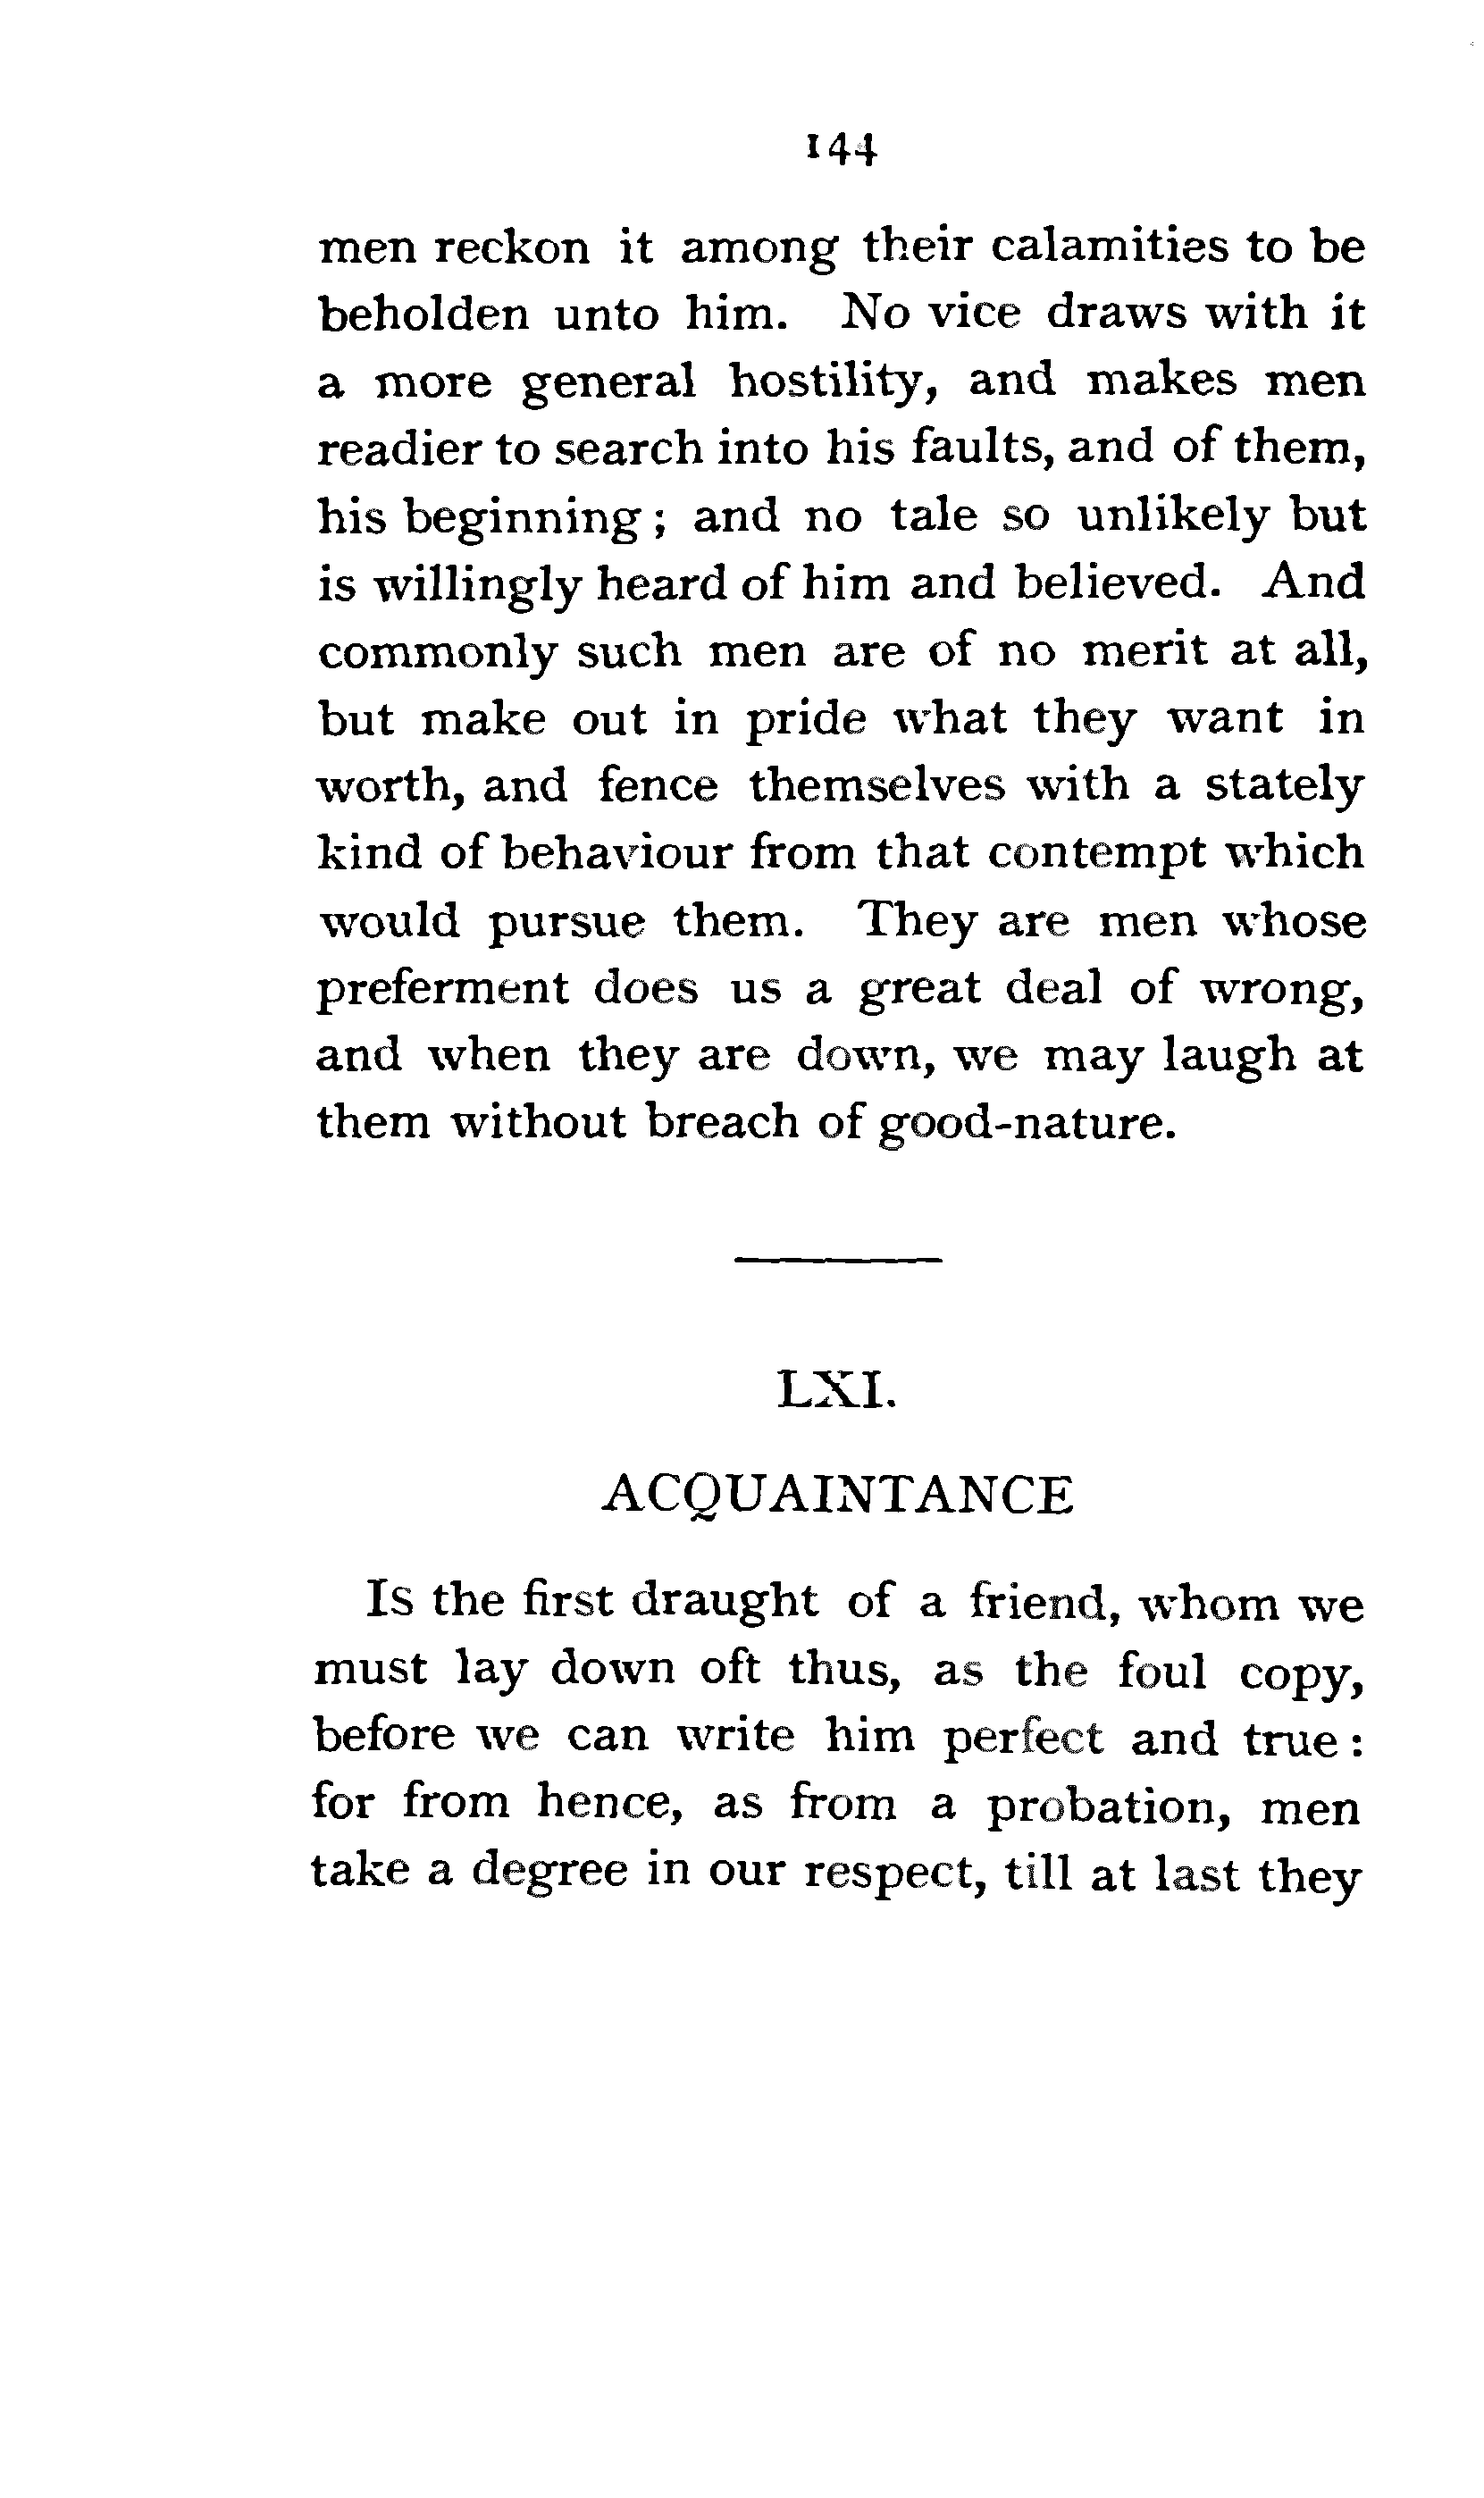 144
men reckon it among their calamities to be
beholden unto him. No vice draws with it
a more general hostility, and makes men
readier to search into his faults, and of them,
his beginning; and no tale so unlikely but
is willingly heard of him and believed. And
commonly such men are of no merit at all,
but make out in pride what they want in
worth, and fence themselves with a stately
kind of behaviour from that contempt which
would pursue them. They are men whose
preferment does us a great deal of wrong,
and when they are down, we may laugh at
them without breach of good-nature.
LXI.
ACQUAINTANCE
Is the first draught of a friend, whom we
must lay down oft thus, as the foul copy,
before we can write him perfect and true:
for from hence, as from a probation, men
take a degree in our respect, till at last they